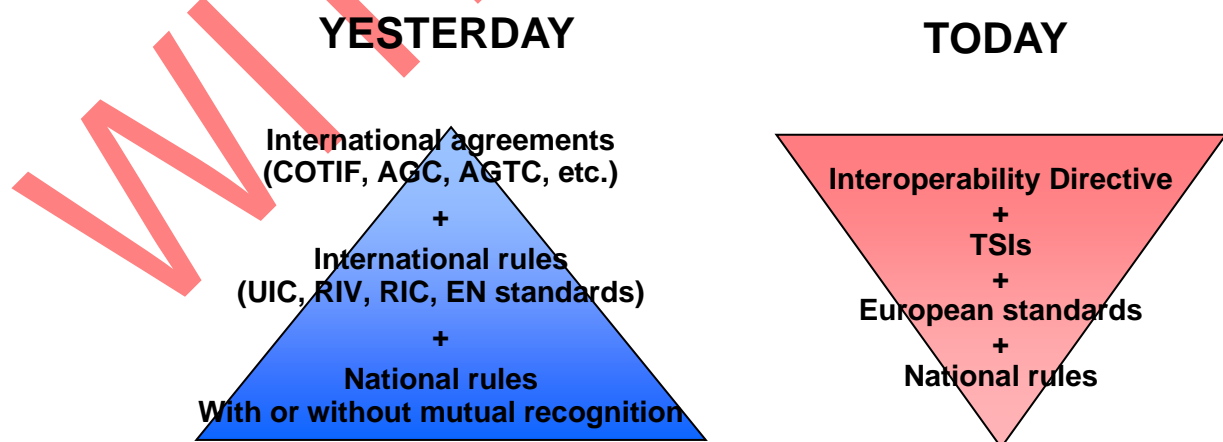 YESTERDAY
International agreements
(COTIF, AGC, AGTC, etc.)
+
International rules
(UIC, RIV, RIC, EN standards)
+
National rules
With or without mutual recognition
TODAY
Interoperability Directive
+
TSIs
+
European standards
+
National rules